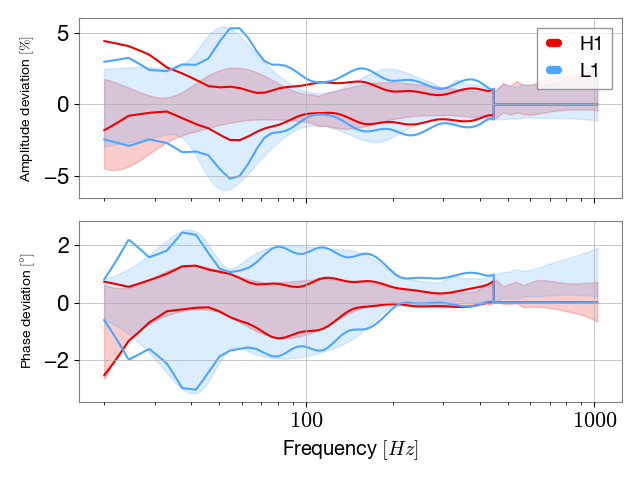 Amplitude deviation [%]
5
0
−5
H1
L1
Phase deviation [°]
2
0
−2
100
1000
Frequency [Hz]